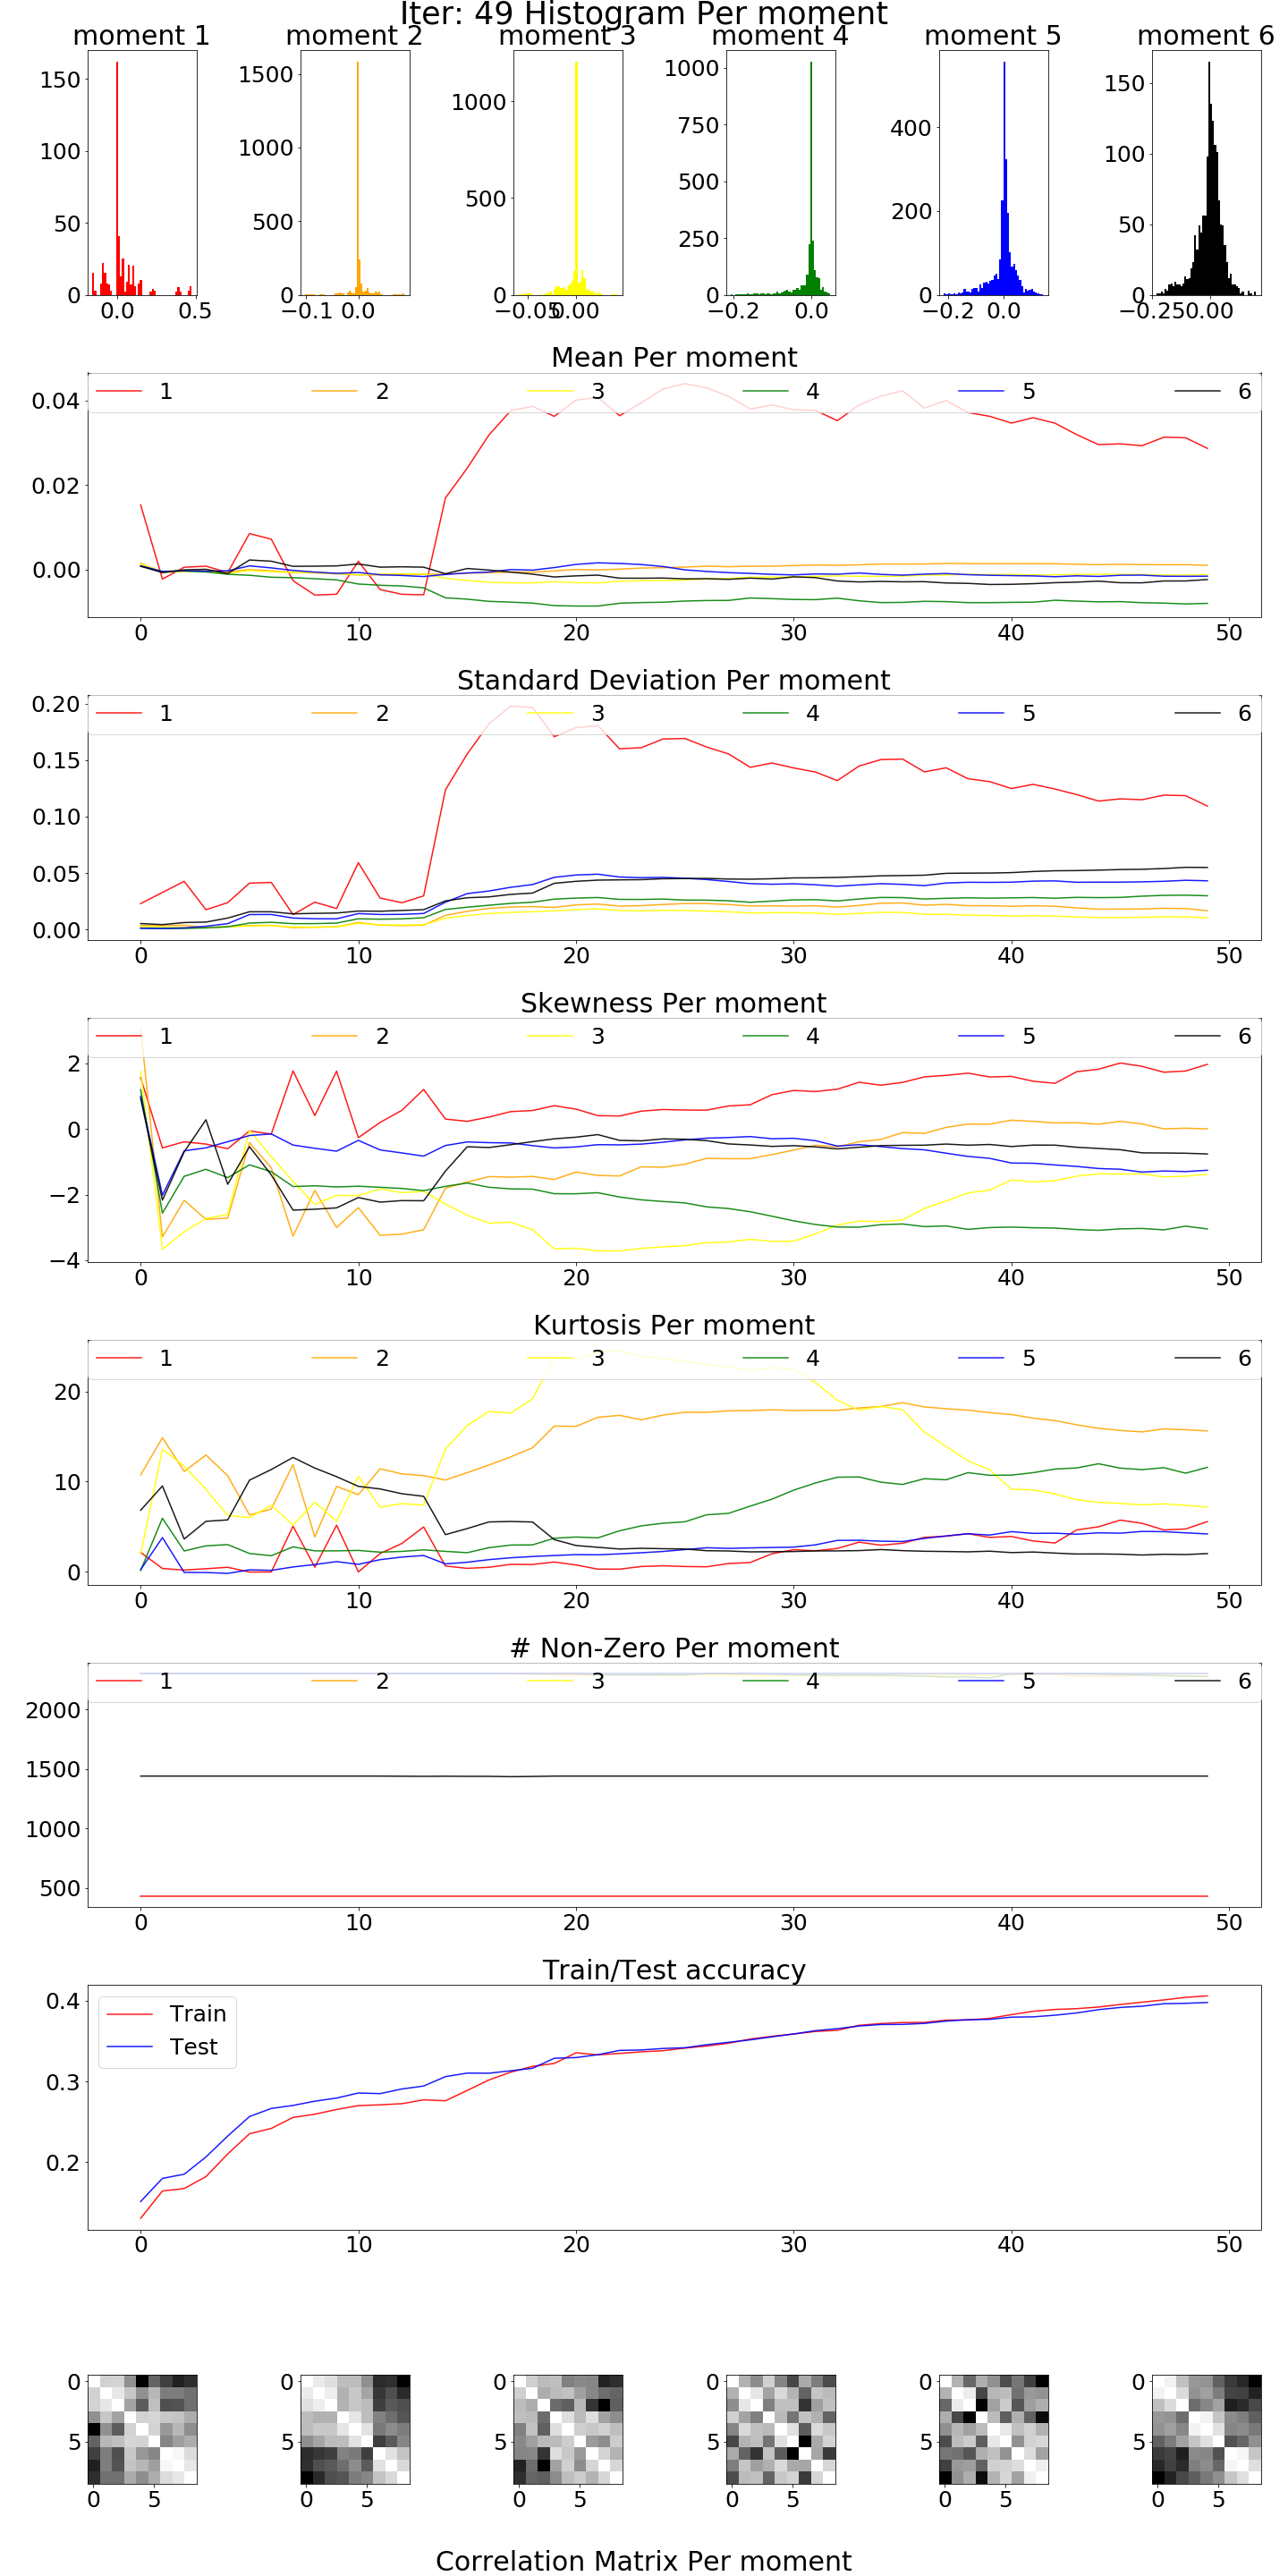 Iter: 49 Histogram Per moment
moment 1 moment 2 moment 3 moment 4 moment 5 moment 6
150 100 50 0 0.0 0.5
1500 1000 500 0 −0.1 0.0
1000 500 0 −0.05 0.00
1000 750 500 250 0 −0.2 0.0
400 200 0 −0.2 0.0
150 100 50 0 −0.25 0.00
Mean Per moment
1 2 3 4 5 6
0.04
0.02
0.00
0 10 20 30 40 50
Standard Deviation Per moment
1 2 3 4 5 6
0.20
0.15
0.10
0.05
0.00
0 10 20 30 40 50
Skewness Per moment
1 2 3 4 5 6
2
0
−2
−4
0 10 20 30 40 50
Kurtosis Per moment
1 2 3 4 5 6
20
10
0
0 10 20 30 40 50
# Non-Zero Per moment
1 2 3 4 5 6
2000
1500
1000
500
0 10 20 30 40 50
Train/Test accuracy
Train
Test
0.4
0.3
0.2
0 10 20 30 40 50
0 0 0 0 0 0
5 5 5 5 5 5
0 5 0 5 0 5 0 5 0 5 0 5
Correlation Matrix Per moment